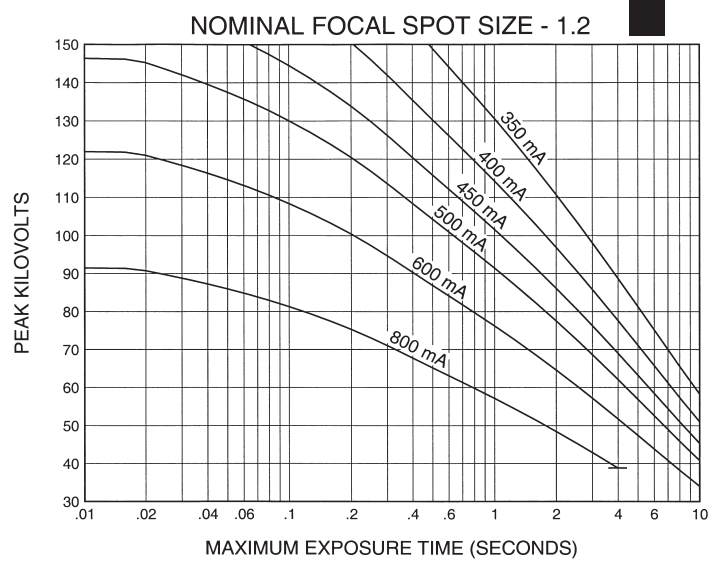 NOMINAL FOCAL SPOT SIZE - 1.2
150
140
130
120
110
100
90
80
70
60
50
40
30
PEAK KILOVOLTS
350 mA
400 mA
450 mA
500 mA
600 mA
800 mA
.01 .02 .04 .06 .1 .2 .4 .6 1 2 4 6 10
MAXIMUM EXPOSURE TIME (SECONDS)